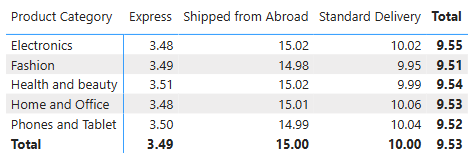 Product Category Express Shipped from Abroad Standard Delivery Total
Electronics 3.48 15.02 10.02 9.55
Fashion 3.49 14.98 9.95 9.51
Health and beauty 3.51 15.02 9.99 9.54
Home and Office 3.48 15.01 10.06 9.53
Phones and Tablet 3.50 14.99 10.04 9.52
Total 3.49 15.00 10.00 9.53